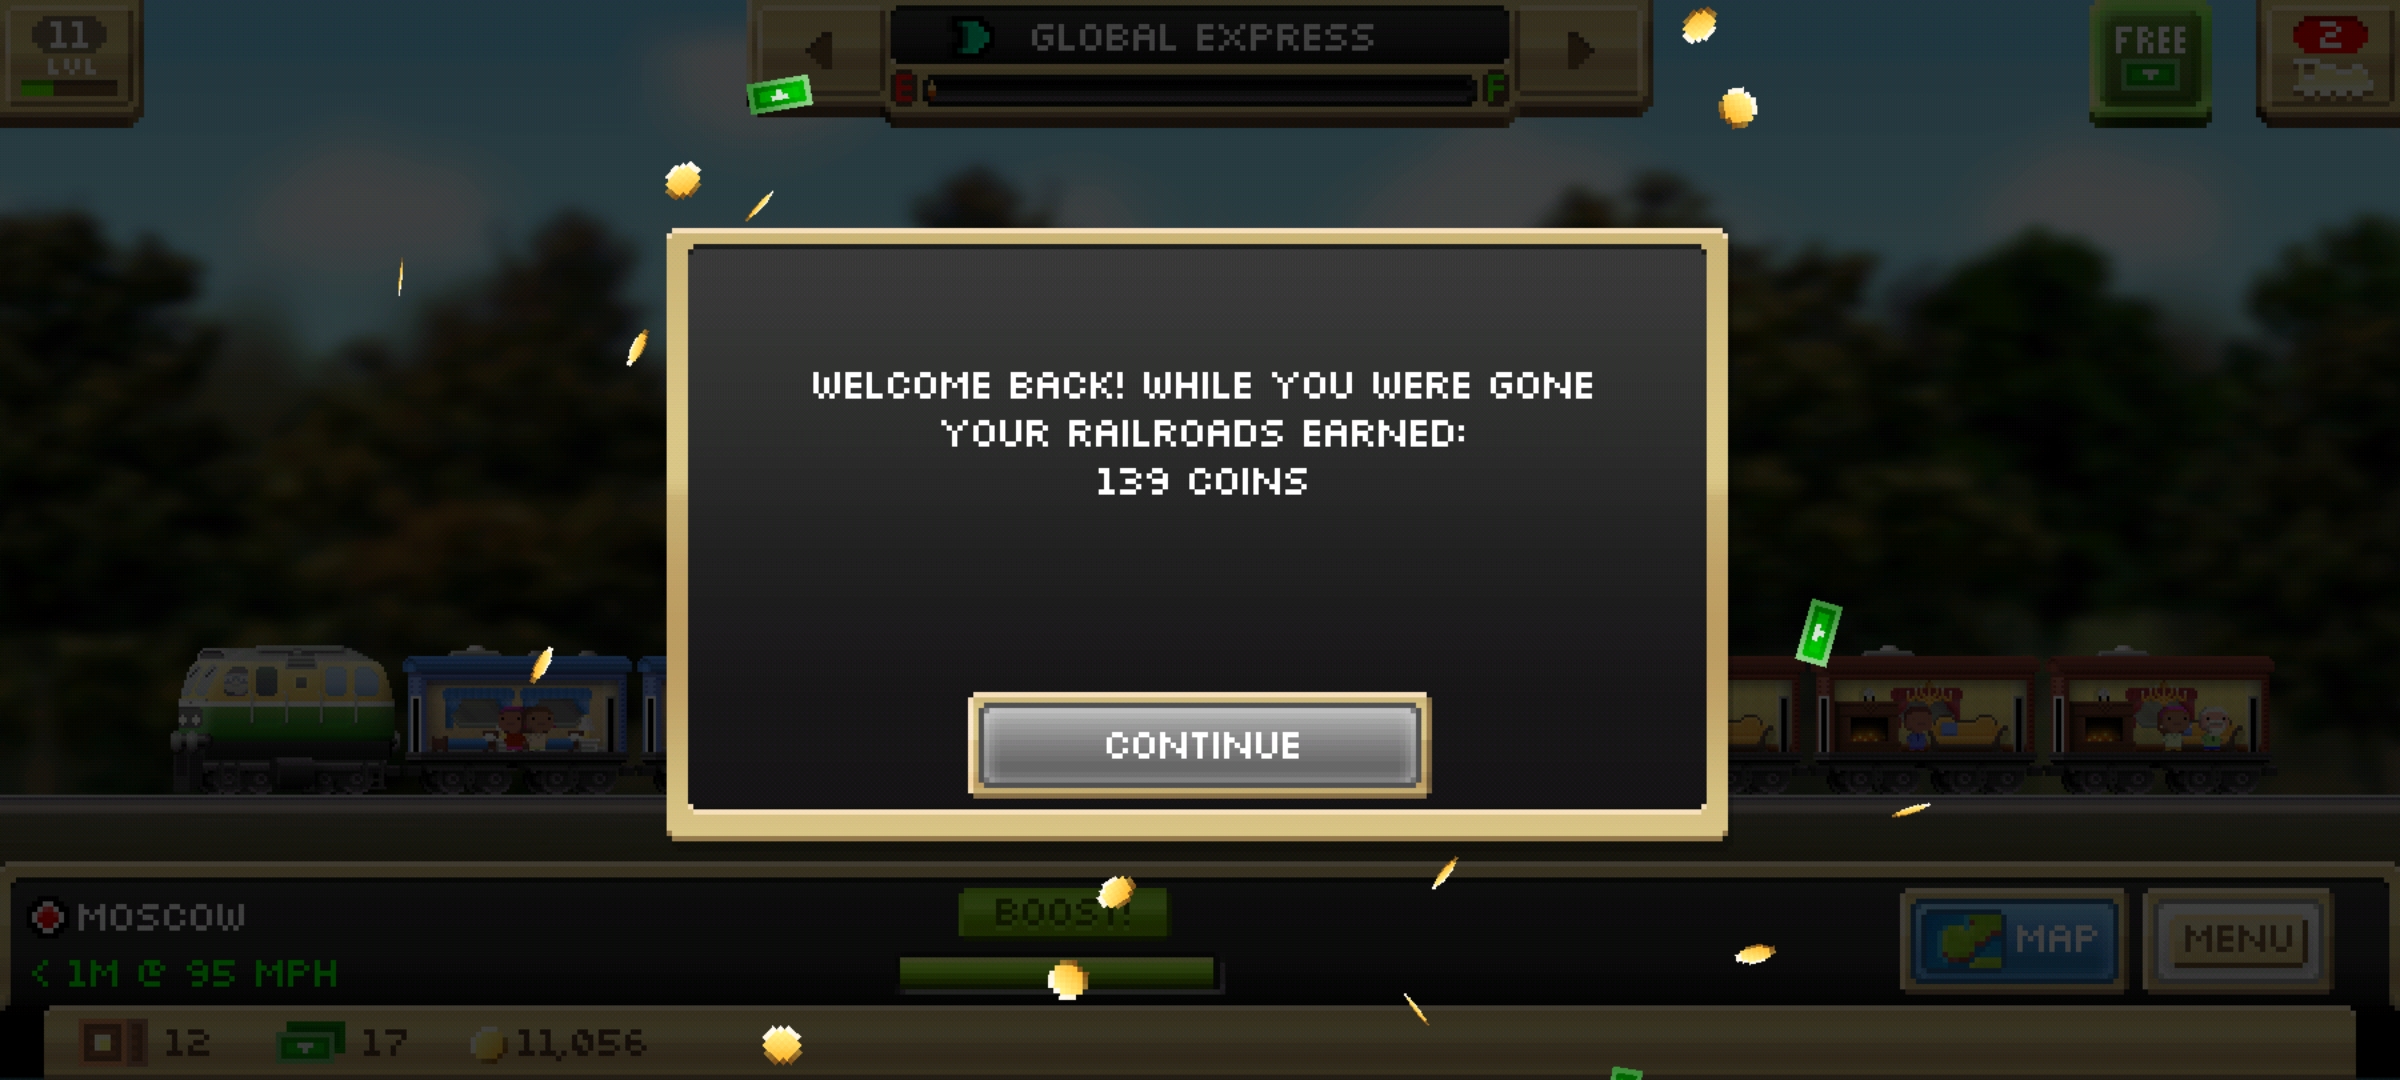 11
LVL
GLOBAL EXPRESS
E F
FREE
2
WELCOME BACK! WHILE YOU WERE GONE
YOUR RAILROADS EARNED:
139 COINS
CONTINUE
MOSCOW
< 1M @ 95 MPH
BOOST!
MAP
MENU
12 17 11,056